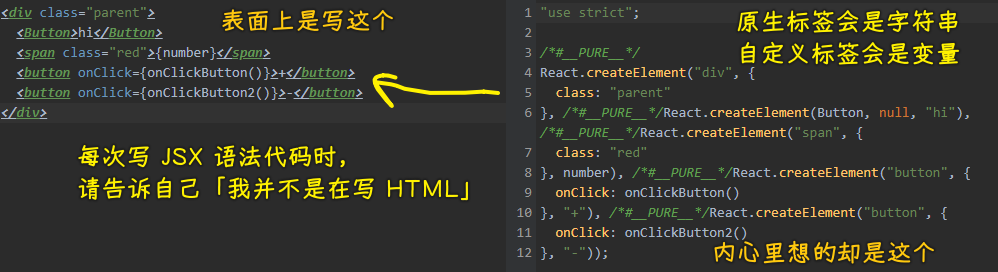 <div class="parent">
  <Button>hi</Button>
  <span class="red">{number}</span>
  <button onClick={onClickButton()}>+</button>
  <button onClick={onClickButton2()}>-</button>
</div>
表面上是写这个
每次写 JSX 语法代码时，
请告诉自己「我并不是在写 HTML」
1 "use strict";
2
3 /*#__PURE__*/
4 React.createElement("div", {
5   class: "parent"
6 }, /*#__PURE__*/React.createElement(Button, null, "hi"),
/*#__PURE__*/React.createElement("span", {
7   class: "red"
8 }, number), /*#__PURE__*/React.createElement("button", {
9   onClick: onClickButton()
10 }, "+"), /*#__PURE__*/React.createElement("button", {
11   onClick: onClickButton2()
12 }, "-"));
原生标签会是字符串
自定义标签会是变量
内心里想的却是这个